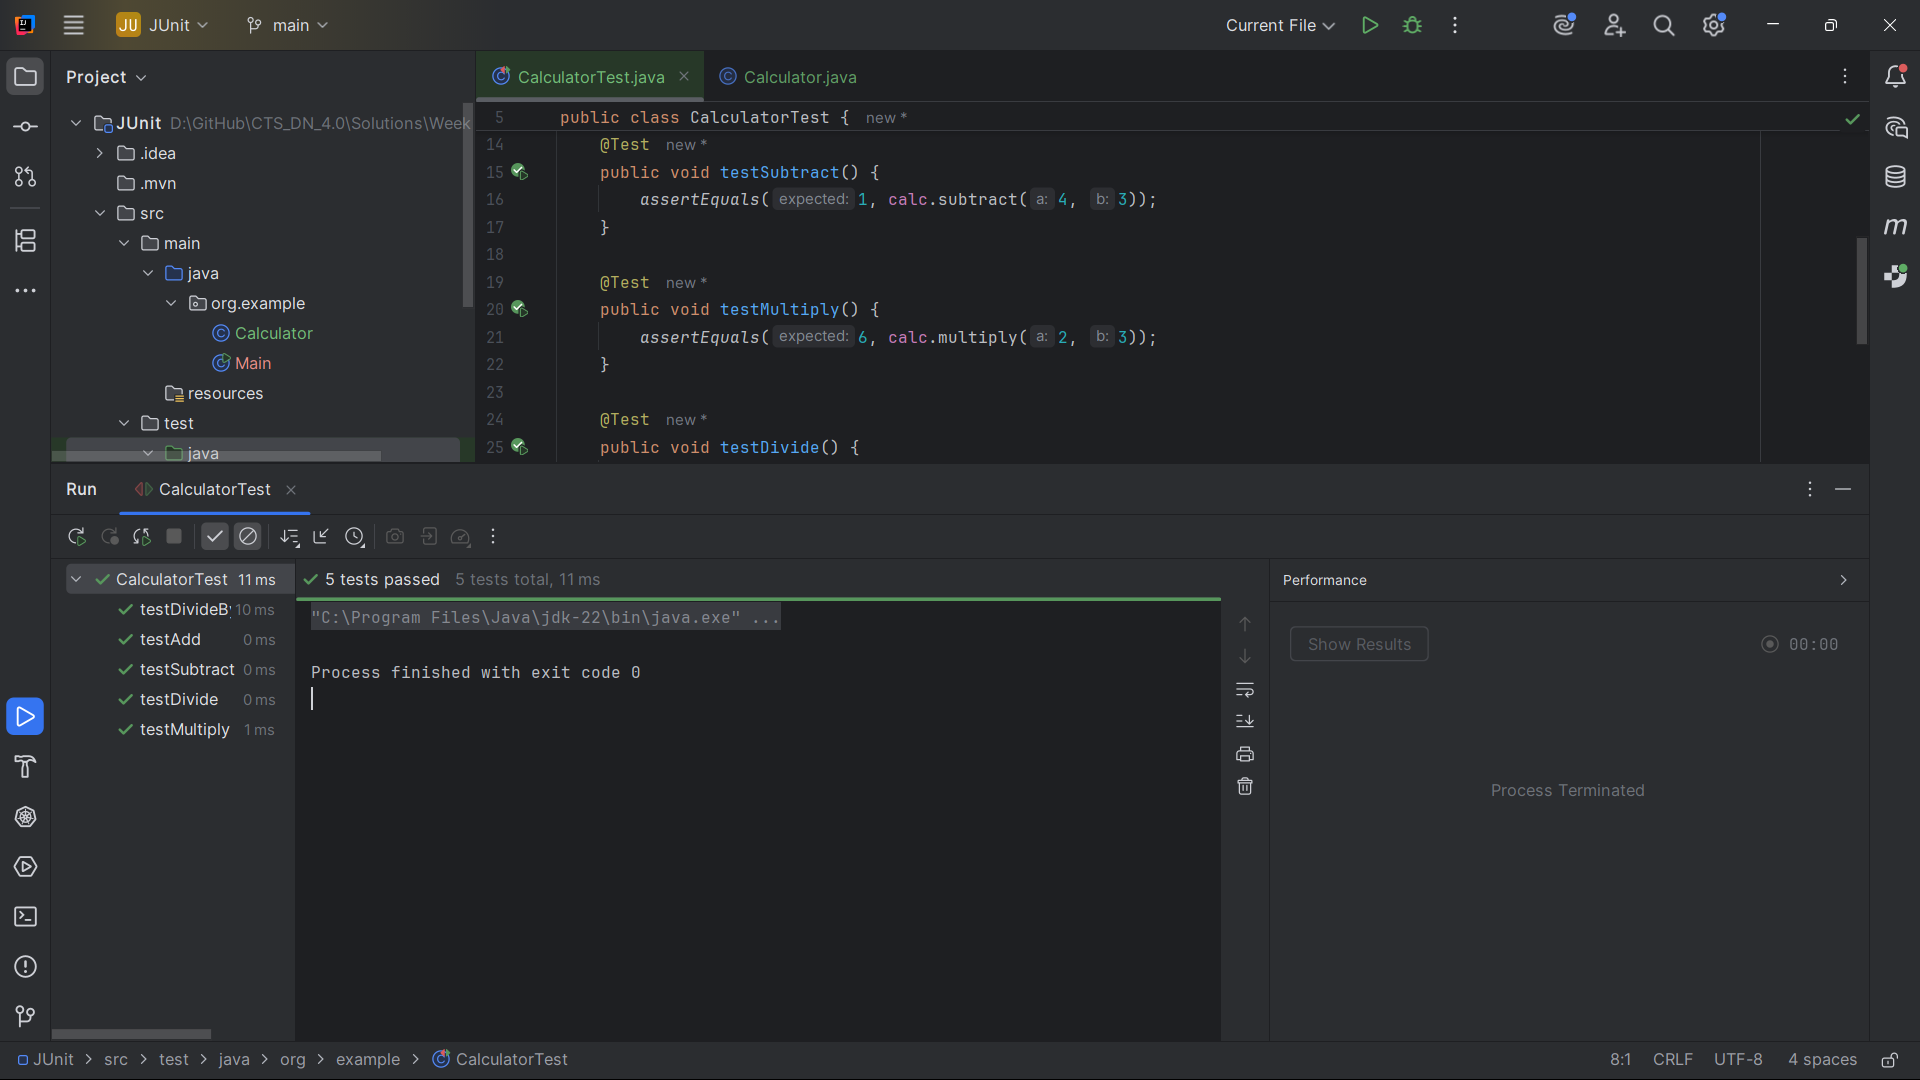 JU JUnit main Current File
Project
CalculatorTest.java Calculator.java
JUnit D:\GitHub\CTS_DN_4.0\Solutions\Week
.idea
.mvn
src
main
java
org.example
Calculator
Main
resources
test
java
5 public class CalculatorTest { new *
14 @Test new *
15 public void testSubtract() {
16 assertEquals( expected: 1, calc.subtract( a: 4, b: 3));
17 }
18
19 @Test new *
20 public void testMultiply() {
21 assertEquals( expected: 6, calc.multiply( a: 2, b: 3));
22 }
23
24 @Test new *
25 public void testDivide() {
Run CalculatorTest
CalculatorTest 11 ms
testDivideBy 10 ms
testAdd 0 ms
testSubtract 0 ms
testDivide 0 ms
testMultiply 1 ms
5 tests passed 5 tests total, 11 ms
"C:\Program Files\Java\jdk-22\bin\java.exe" ...
Process finished with exit code 0
Performance
Show Results 00:00
Process Terminated
JUnit > src > test > java > org > example > CalculatorTest
8:1 CRLF UTF-8 4 spaces